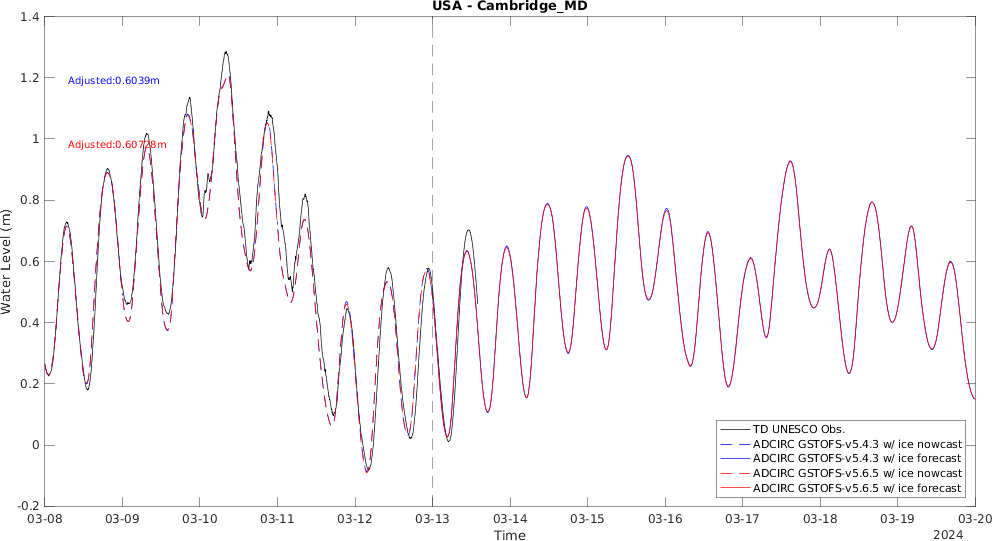 USA - Cambridge_MD
1.4
1.2
1
0.8
0.6
0.4
0.2
0
-0.2
Water Level (m)
Adjusted:0.6039m
Adjusted:0.60728m
TD UNESCO Obs.
ADCIRC GSTOFS-v5.4.3 w/ ice nowcast
ADCIRC GSTOFS-v5.4.3 w/ ice forecast
ADCIRC GSTOFS-v5.6.5 w/ ice nowcast
ADCIRC GSTOFS-v5.6.5 w/ ice forecast
03-08 03-09 03-10 03-11 03-12 03-13 03-14 03-15 03-16 03-17 03-18 03-19 03-20
Time
2024